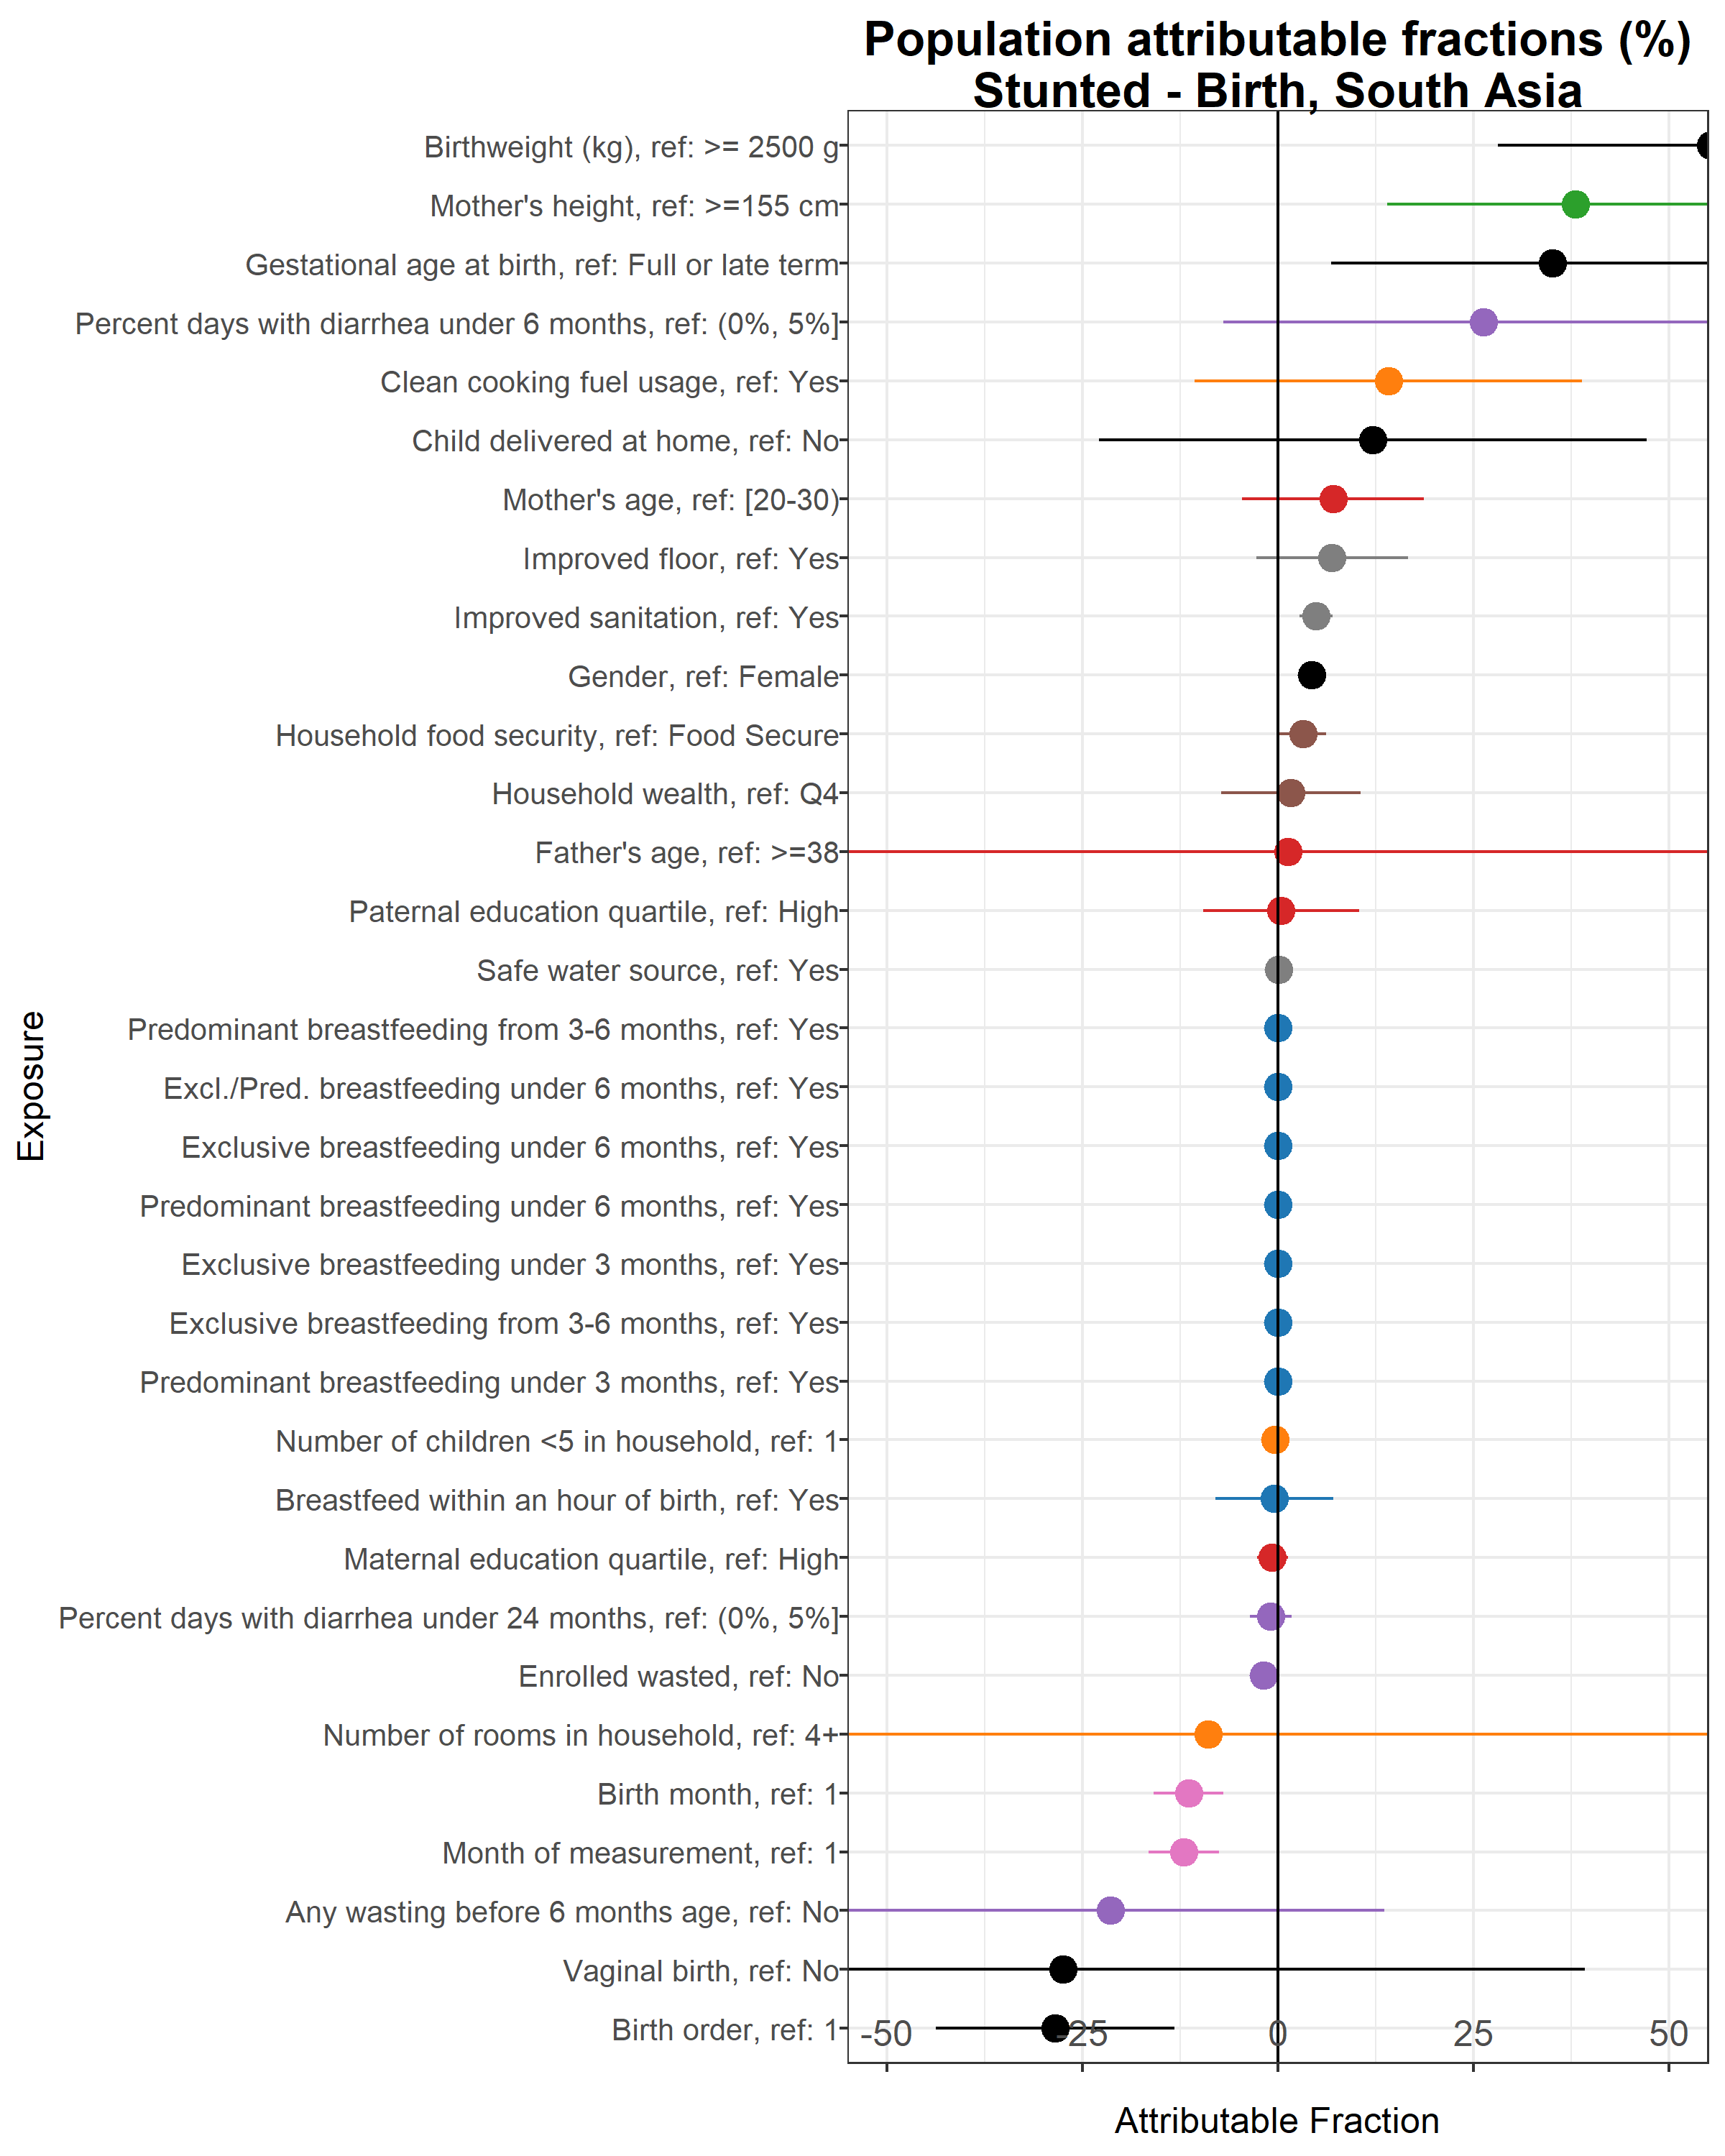 Population attributable fractions (%)
Stunted - Birth, South Asia
Birthweight (kg), ref: >= 2500 g
Mother's height, ref: >=155 cm
Gestational age at birth, ref: Full or late term
Percent days with diarrhea under 6 months, ref: (0%, 5%]
Clean cooking fuel usage, ref: Yes
Child delivered at home, ref: No
Mother's age, ref: [20-30)
Improved floor, ref: Yes
Improved sanitation, ref: Yes
Gender, ref: Female
Household food security, ref: Food Secure
Household wealth, ref: Q4
Father's age, ref: >=38
Paternal education quartile, ref: High
Safe water source, ref: Yes
Predominant breastfeeding from 3-6 months, ref: Yes
Excl./Pred. breastfeeding under 6 months, ref: Yes
Exclusive breastfeeding under 6 months, ref: Yes
Predominant breastfeeding under 6 months, ref: Yes
Exclusive breastfeeding under 3 months, ref: Yes
Exclusive breastfeeding from 3-6 months, ref: Yes
Predominant breastfeeding under 3 months, ref: Yes
Number of children <5 in household, ref: 1
Breastfeed within an hour of birth, ref: Yes
Maternal education quartile, ref: High
Percent days with diarrhea under 24 months, ref: (0%, 5%]
Enrolled wasted, ref: No
Number of rooms in household, ref: 4+
Birth month, ref: 1
Month of measurement, ref: 1
Any wasting before 6 months age, ref: No
Vaginal birth, ref: No
Birth order, ref: 1
Exposure
-50 -25 0 25 50
Attributable Fraction